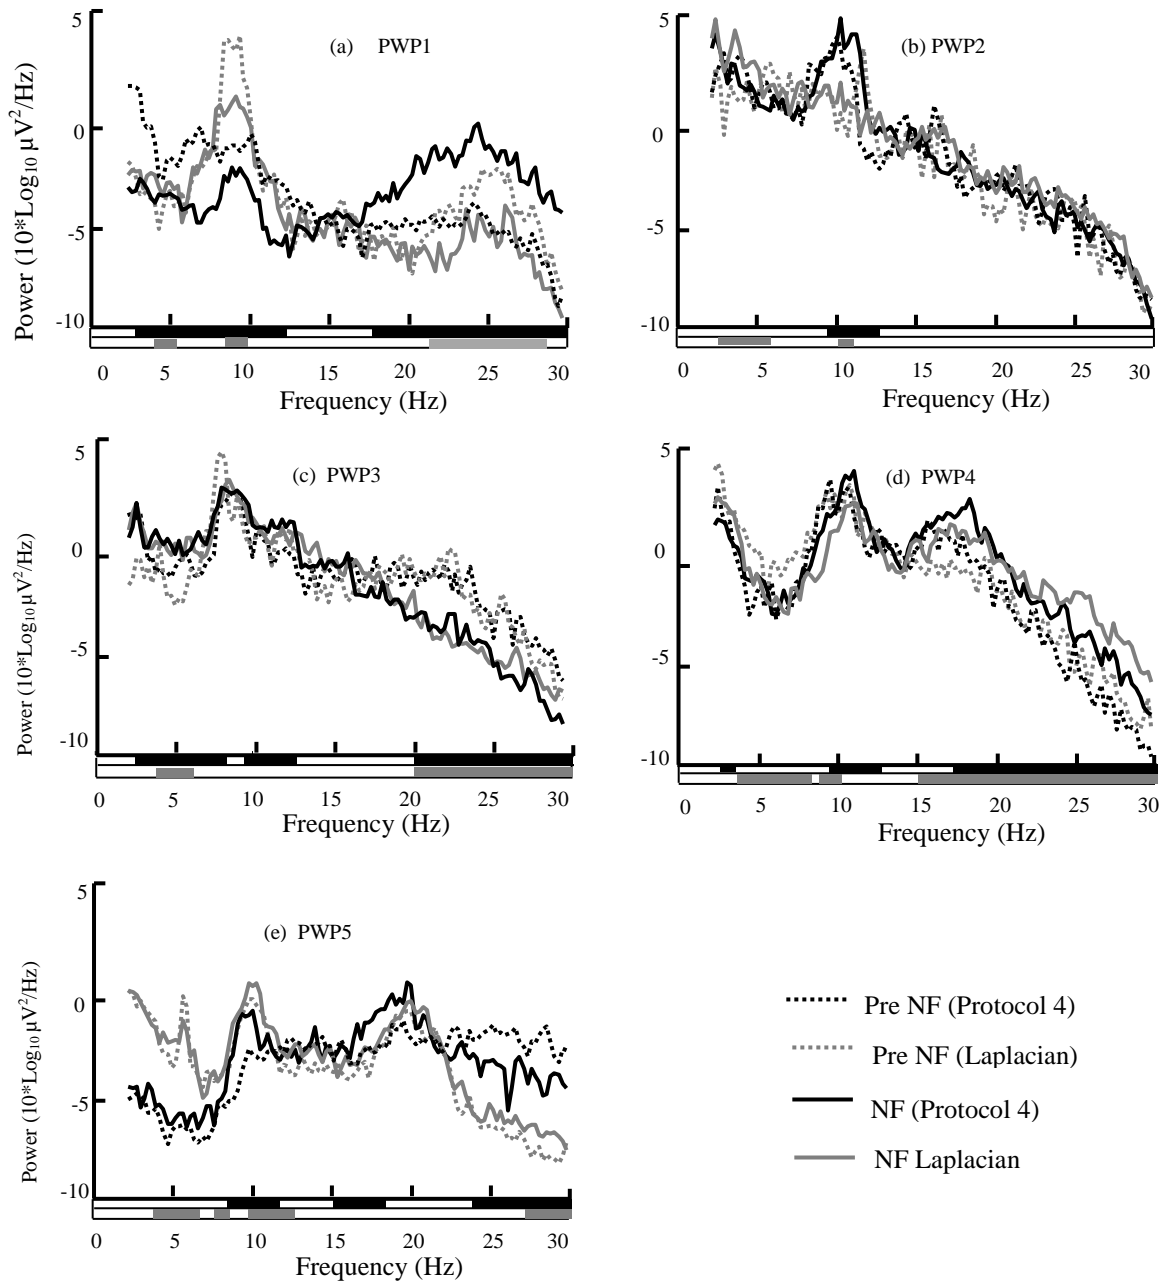 5
0
-5
-10
Power (10*Log10 µV²/Hz)
(a) PWP1
0 5 10 15 20 25 30
Frequency (Hz)
5
0
-5
-10
(b) PWP2
0 5 10 15 20 25 30
Frequency (Hz)
5
0
-5
-10
Power (10*Log10 µV²/Hz)
(c) PWP3
0 5 10 15 20 25 30
Frequency (Hz)
5
0
-5
-10
(d) PWP4
0 5 10 15 20 25 30
Frequency (Hz)
5
0
-5
-10
Power (10*Log10 µV²/Hz)
(e) PWP5
0 5 10 15 20 25 30
Frequency (Hz)
Pre NF (Protocol 4)
Pre NF (Laplacian)
NF (Protocol 4)
NF Laplacian